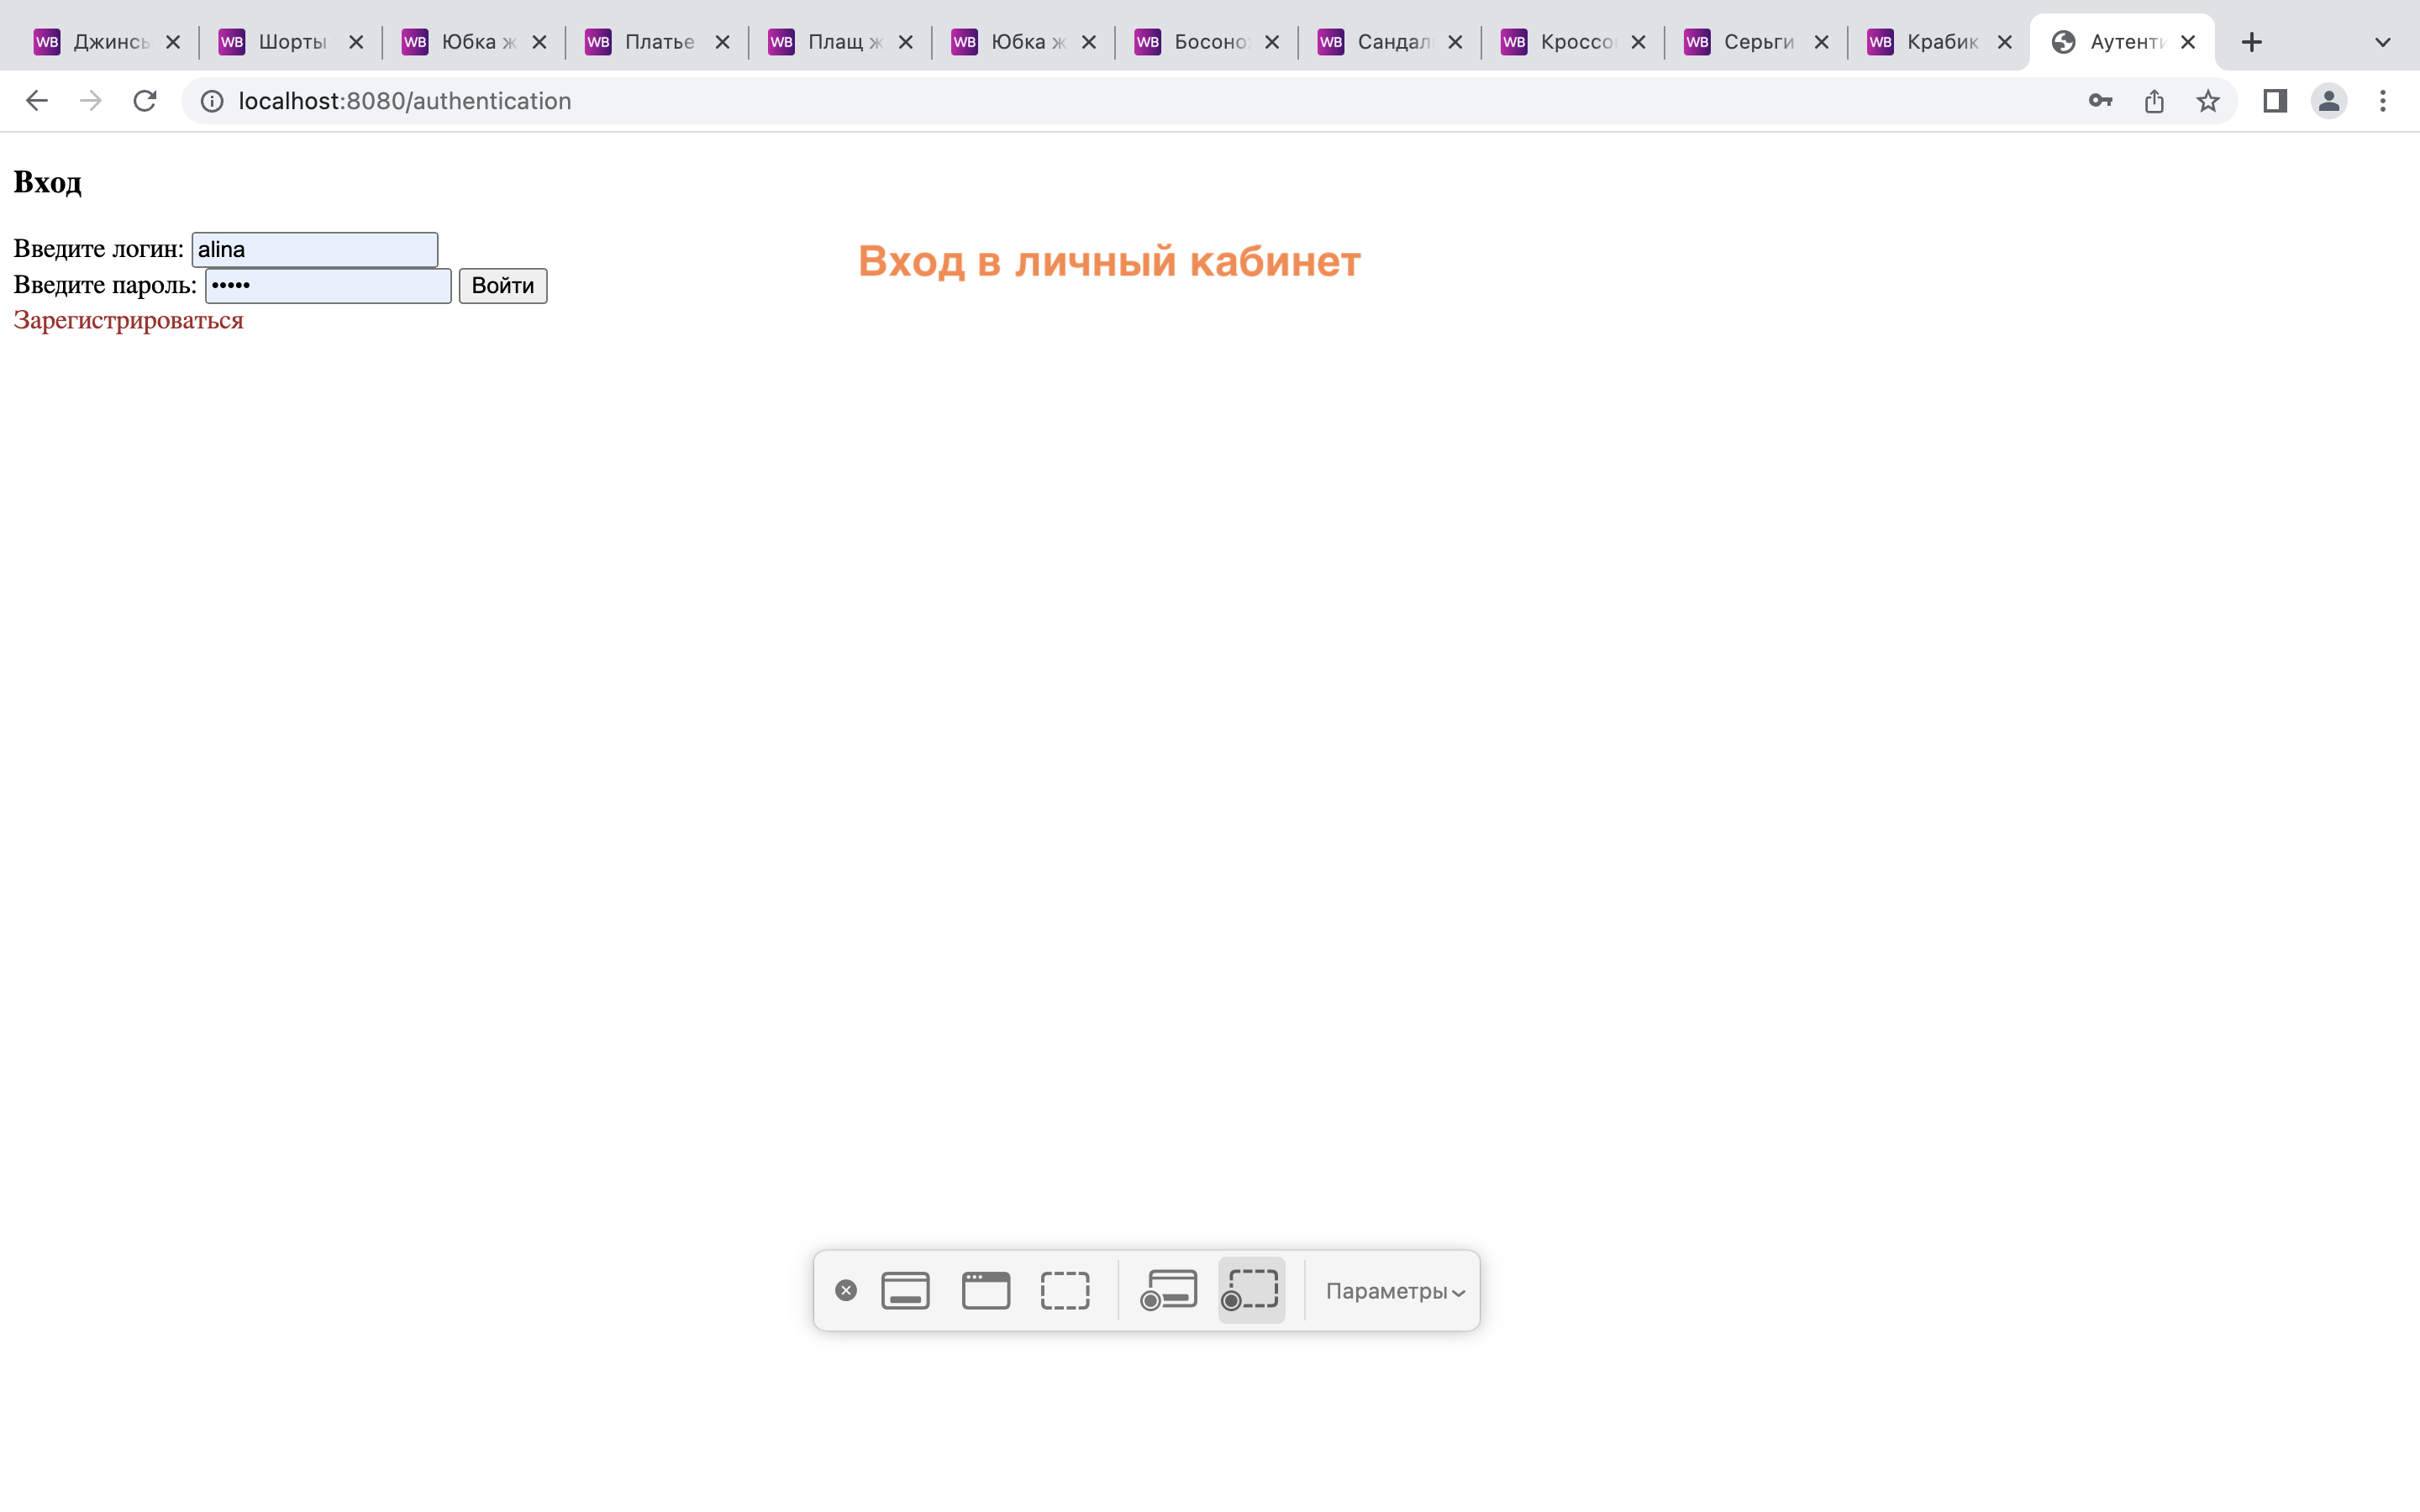 WB Джинсь WB Шорты WB Юбка ж WB Платье WB Плащ ж WB Юбка ж WB Босоно WB Сандал WB Кроссо WB Серьги WB Крабик Аутенти
localhost:8080/authentication
Вход
Введите логин: alina
Вход в личный кабинет
Введите пароль: ••••• Войти
Зарегистрироваться
Параметры